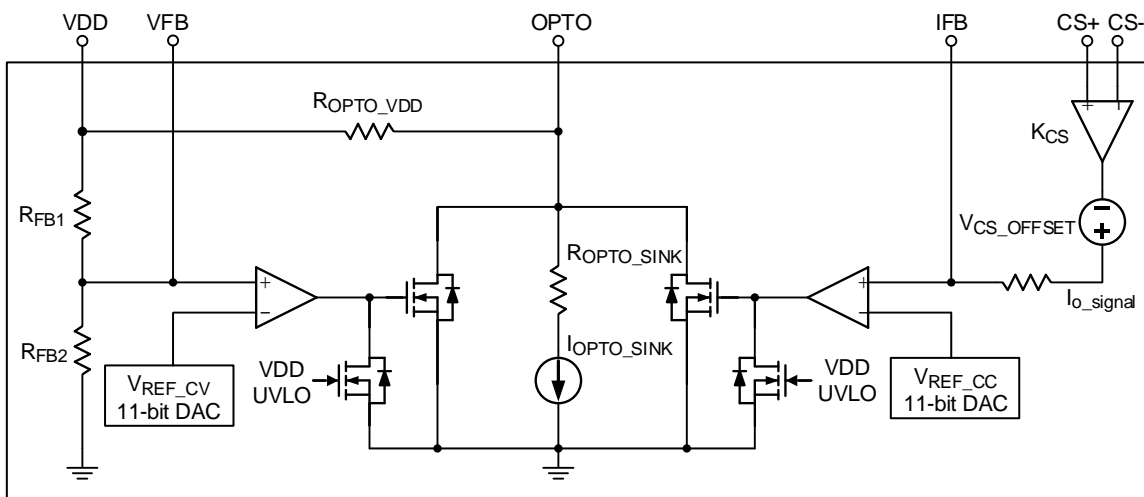 VDD
VFB
OPTO
IFB
CS+
CS-
ROPTO_VDD
KCS
RFB1
VCS_OFFSET
ROPTO_SINK
Io_signal
RFB2
IOPTO_SINK
VREF_CV
11-bit DAC
VDD
UVLO
VDD
UVLO
VREF_CC
11-bit DAC